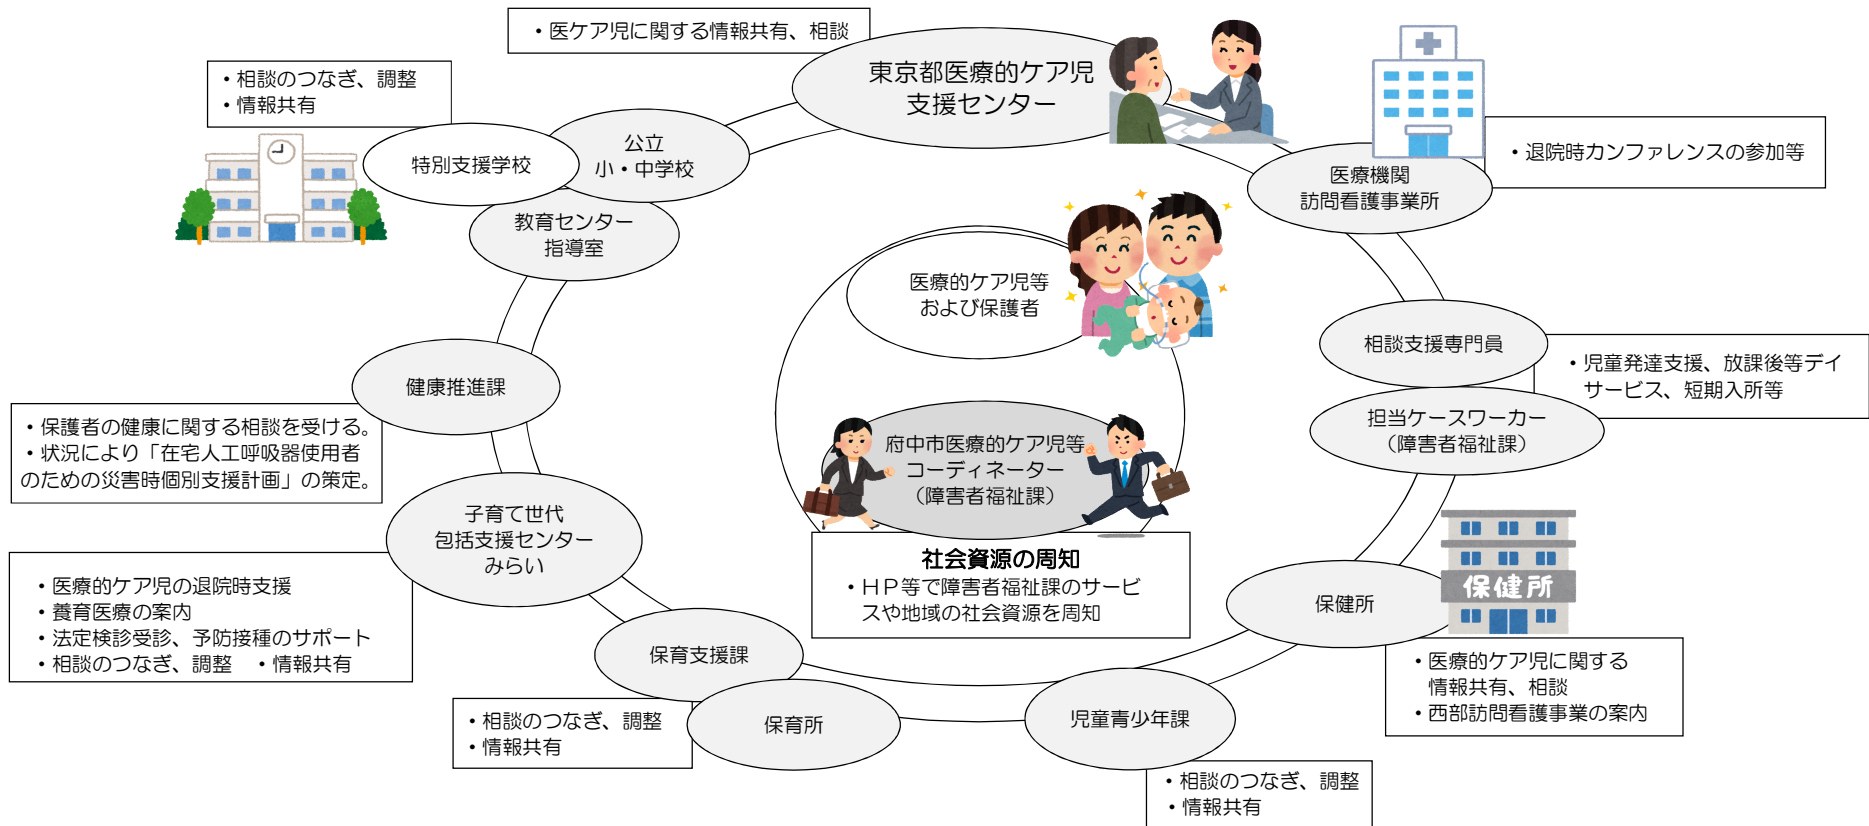 ・医ケア児に関する情報共有、相談
東京都医療的ケア児
支援センター
・相談のつなぎ、調整
・情報共有
公立
小・中学校
特別支援学校
教育センター
指導室
医療機関
訪問看護事業所
・退院時カンファレンスの参加等
医療的ケア児等
および保護者
相談支援専門員
・児童発達支援、放課後等デイ
サービス、短期入所等
担当ケースワーカー
（障害者福祉課）
健康推進課
・保護者の健康に関する相談を受ける。
・状況により「在宅人工呼吸器使用者
のための災害時個別支援計画」の策定。
府中市医療的ケア児等
コーディネーター
（障害者福祉課）
社会資源の周知
・ＨＰ等で障害者福祉課のサービ
スや地域の社会資源を周知
子育て世代
包括支援センター
みらい
・医療的ケア児の退院時支援
・養育医療の案内
・法定検診受診、予防接種のサポート
・相談のつなぎ、調整　・情報共有
保健所
保健所
・医療的ケア児に関する
情報共有、相談
・西部訪問看護事業の案内
保育支援課
保育所
・相談のつなぎ、調整
・情報共有
児童青少年課
・相談のつなぎ、調整
・情報共有